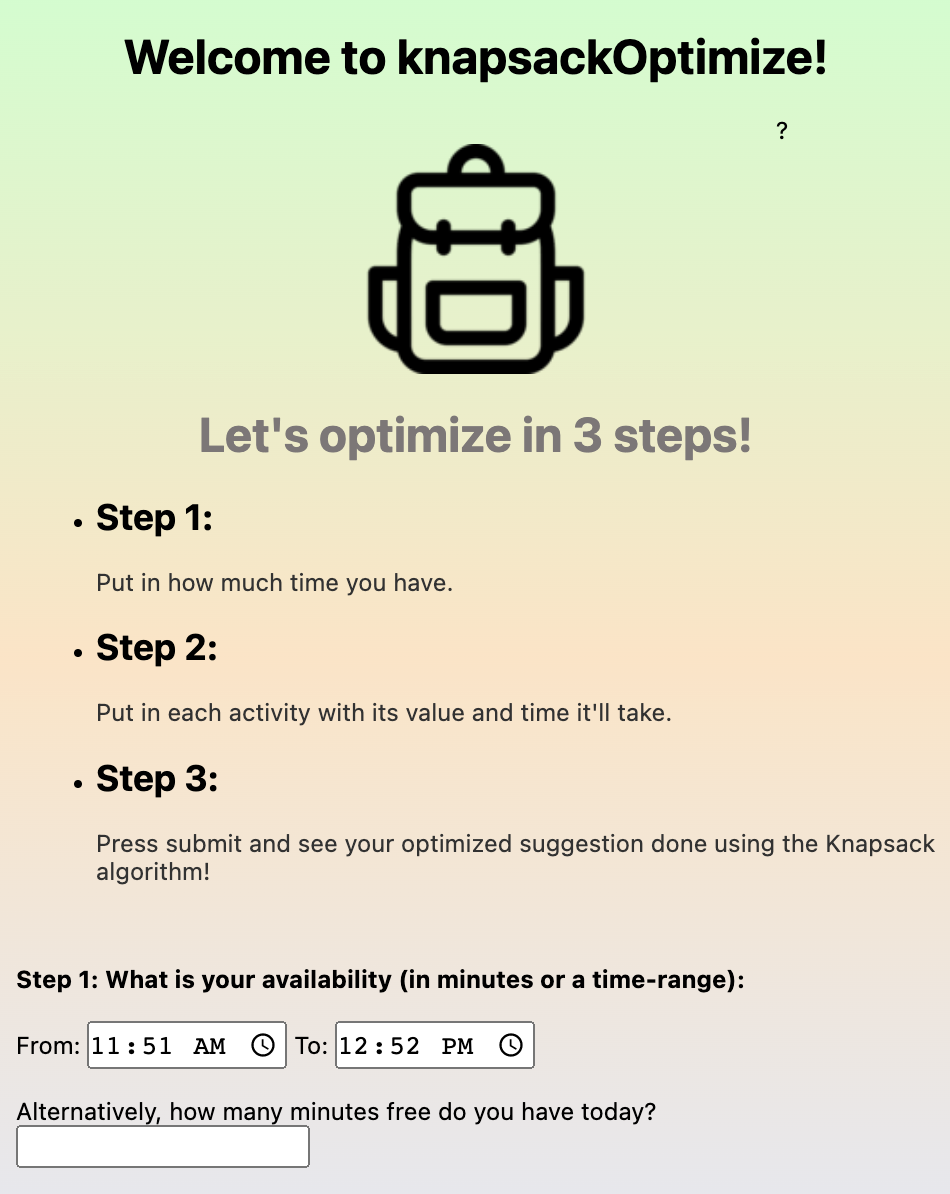 Welcome to knapsackOptimize!
?
Let's optimize in 3 steps!
Step 1:
Put in how much time you have.
Step 2:
Put in each activity with its value and time it'll take.
Step 3:
Press submit and see your optimized suggestion done using the Knapsack
algorithm!
Step 1: What is your availability (in minutes or a time-range):
From: 11:51 AM To: 12:52 PM
Alternatively, how many minutes free do you have today?